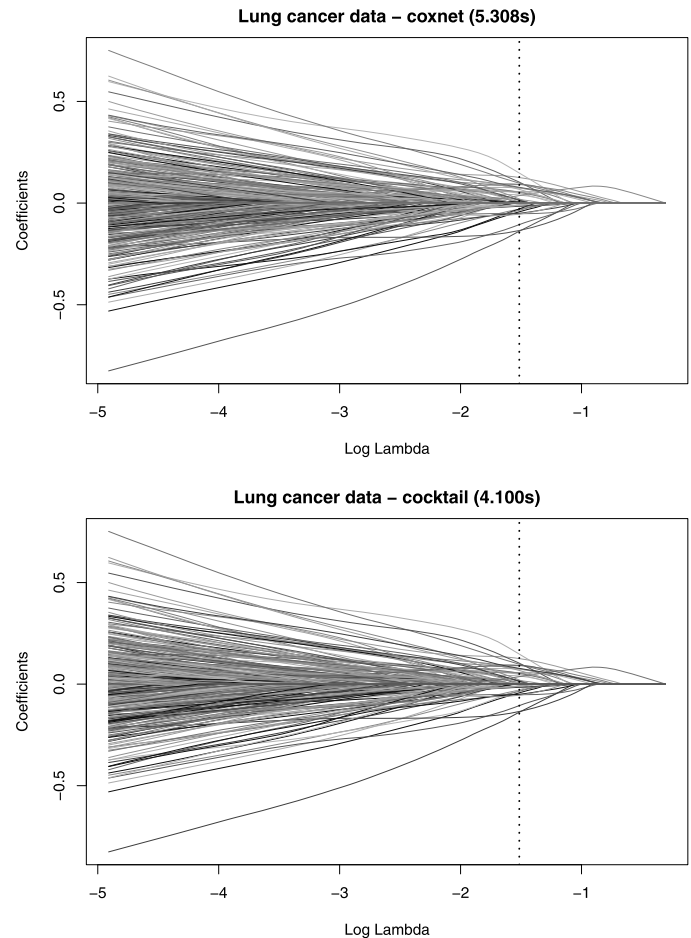 Lung cancer data − coxnet (5.308s)
0.5
0.0
−0.5
Coefficients
−5 −4 −3 −2 −1
Log Lambda
Lung cancer data − cocktail (4.100s)
0.5
0.0
−0.5
Coefficients
−5 −4 −3 −2 −1
Log Lambda